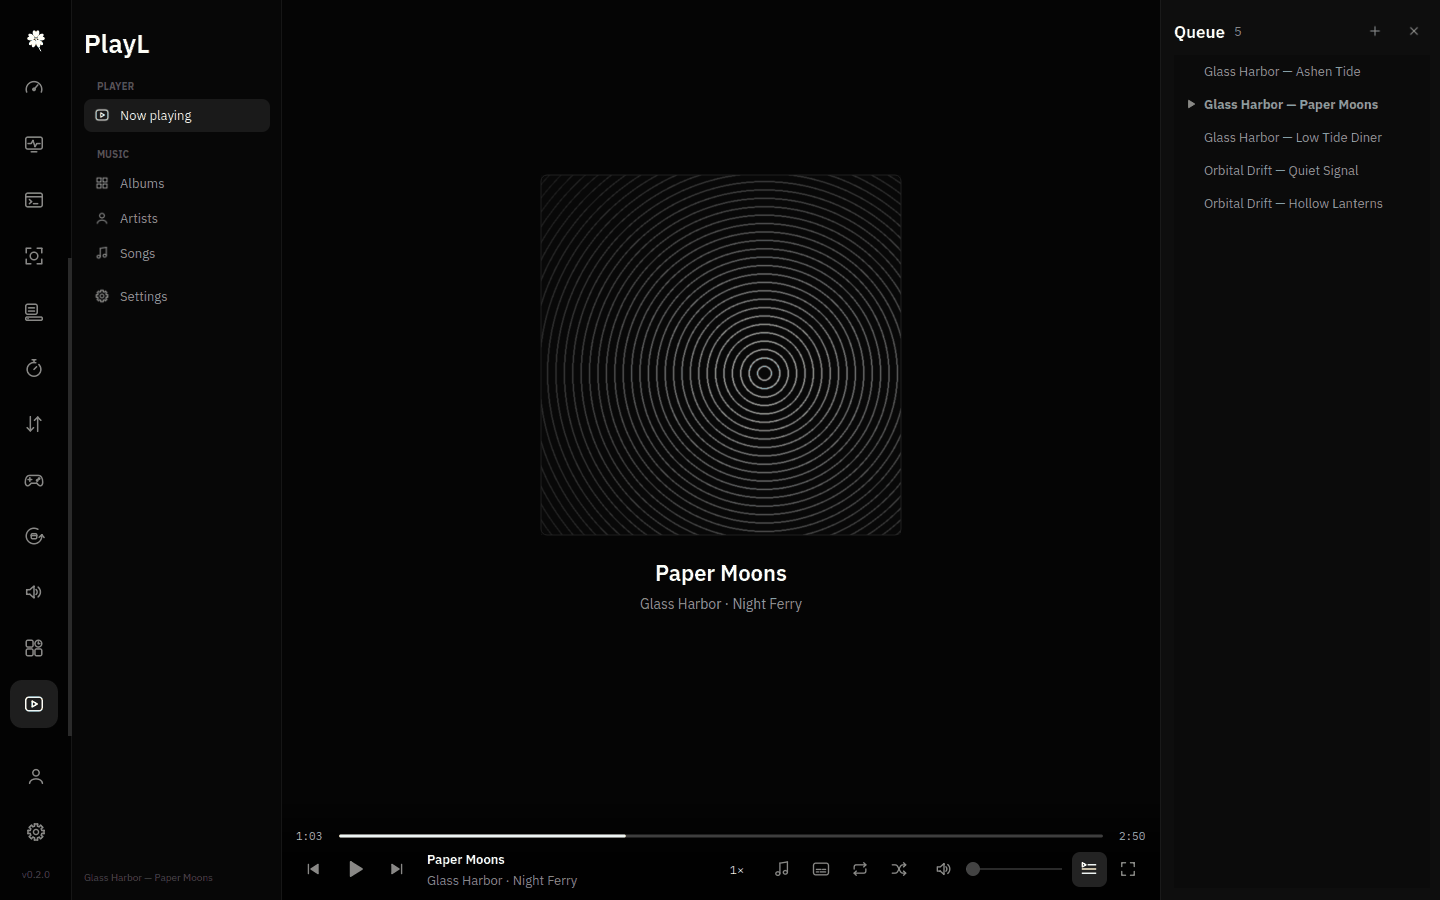 PlayL
PLAYER
Now playing
MUSIC
Albums
Artists
Songs
Settings
Glass Harbor — Paper Moons
v0.2.0
Paper Moons
Glass Harbor · Night Ferry
1:03
2:50
Paper Moons
Glass Harbor · Night Ferry
1×
Queue 5
Glass Harbor — Ashen Tide
Glass Harbor — Paper Moons
Glass Harbor — Low Tide Diner
Orbital Drift — Quiet Signal
Orbital Drift — Hollow Lanterns